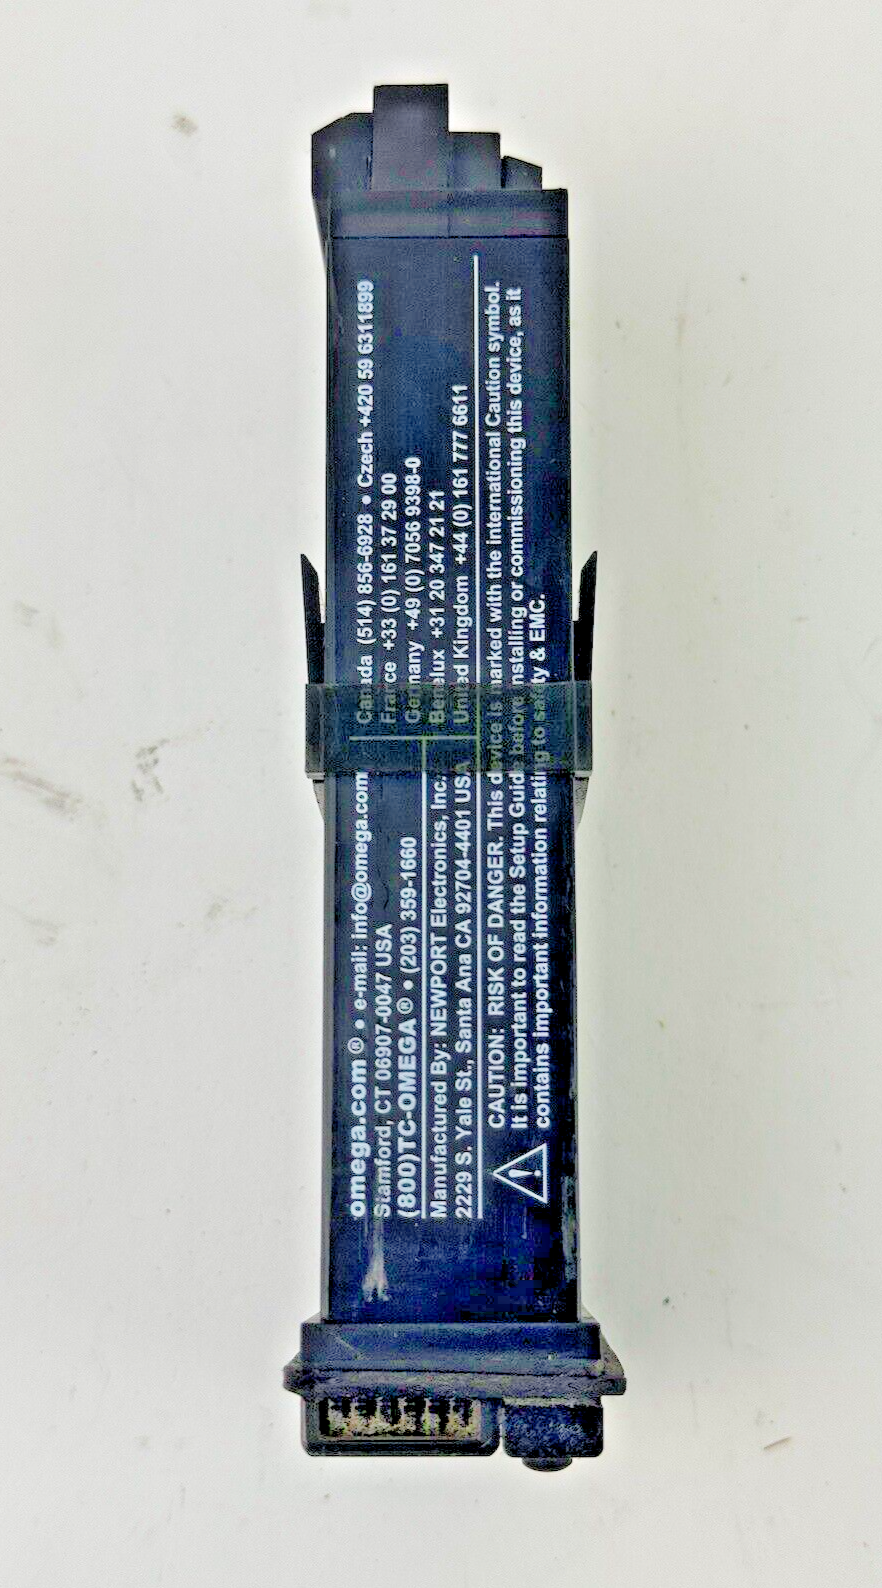 omega.com® • e-mail: info@omega.com
Stamford, CT 06907-0047 USA
(800)TC-OMEGA® • (203) 359-1660
Manufactured By: NEWPORT Electronics, Inc.
2229 S. Yale St., Santa Ana CA 92704-4401 USA
Canada (514) 856-6928 • Czech +420 59 6311899
France +33 (0) 161 37 29 00
Germany +49 (0) 7056 9398-0
Benelux +31 20 347 21 21
United Kingdom +44 (0) 161 777 6611
CAUTION: RISK OF DANGER. This device is marked with the international Caution symbol.
It is important to read the Setup Guide before installing or commissioning this device, as it
contains important information relating to safety & EMC.